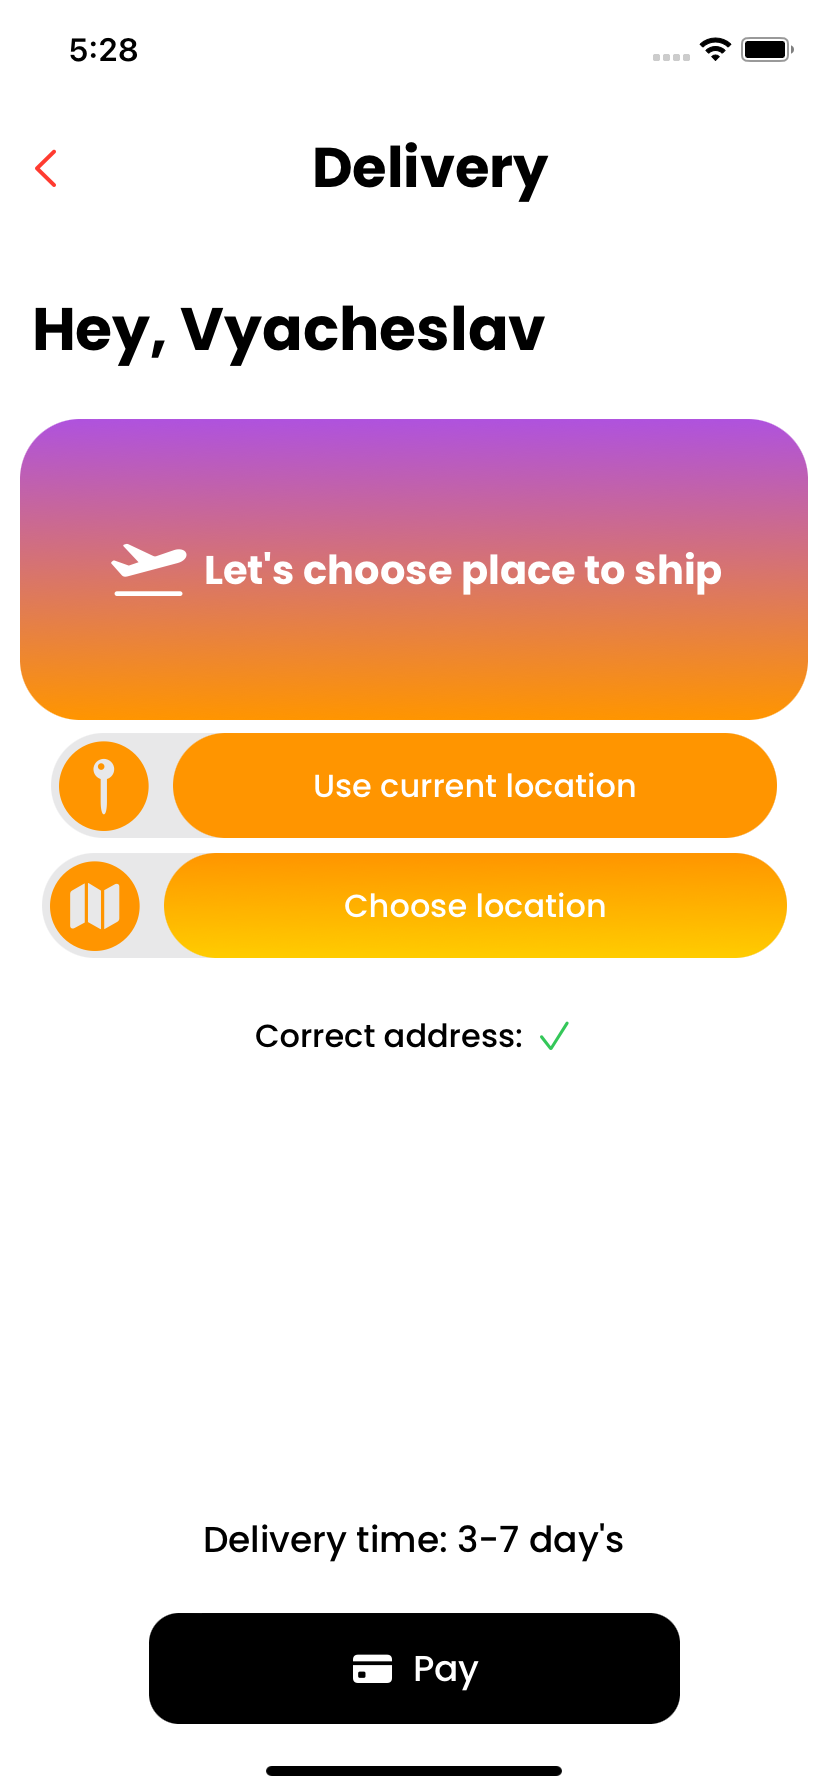 5:28
Delivery
Hey, Vyacheslav
Let's choose place to ship
Use current location
Choose location
Correct address:
Delivery time: 3-7 day's
Pay